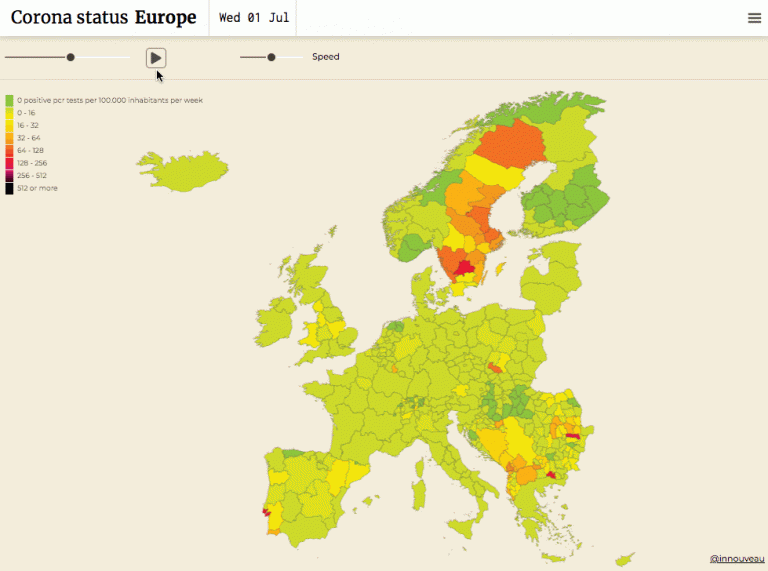 Corona status Europe
Wed 01 Jul
Speed
0 positive pcr tests per 100.000 inhabitants per week
0 - 16
16 - 32
32 - 64
64 - 128
128 - 256
256 - 512
512 or more
@innouveau